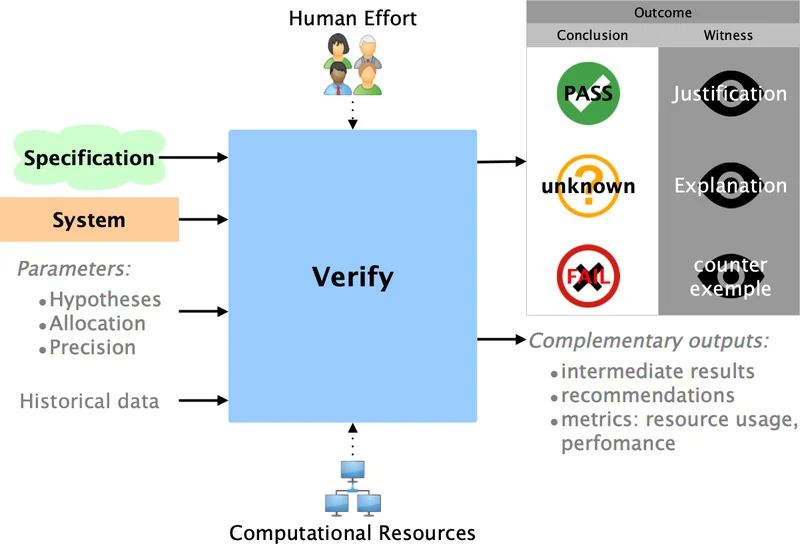 Human Effort
Outcome
Conclusion Witness
PASS Justification
Specification
unknown Explanation
System
Parameters:
•Hypotheses
•Allocation
•Precision
Verify
FAIL counter
exemple
Historical data
Complementary outputs:
•intermediate results
•recommendations
•metrics: resource usage,
perfomance
Computational Resources